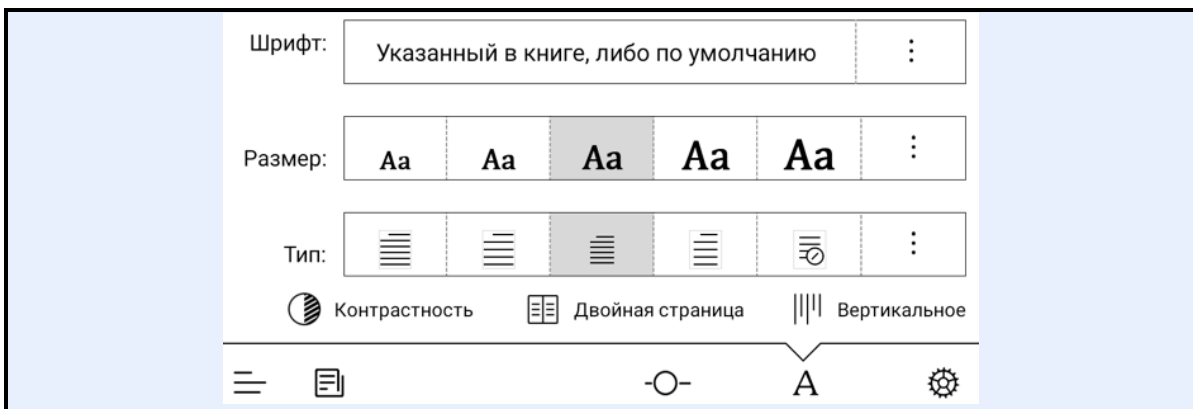 Шрифт: Указанный в книге, либо по умолчанию
Размер: Aa Aa Aa Aa Aa
Тип:
Контрастность Двойная страница Вертикальное
A